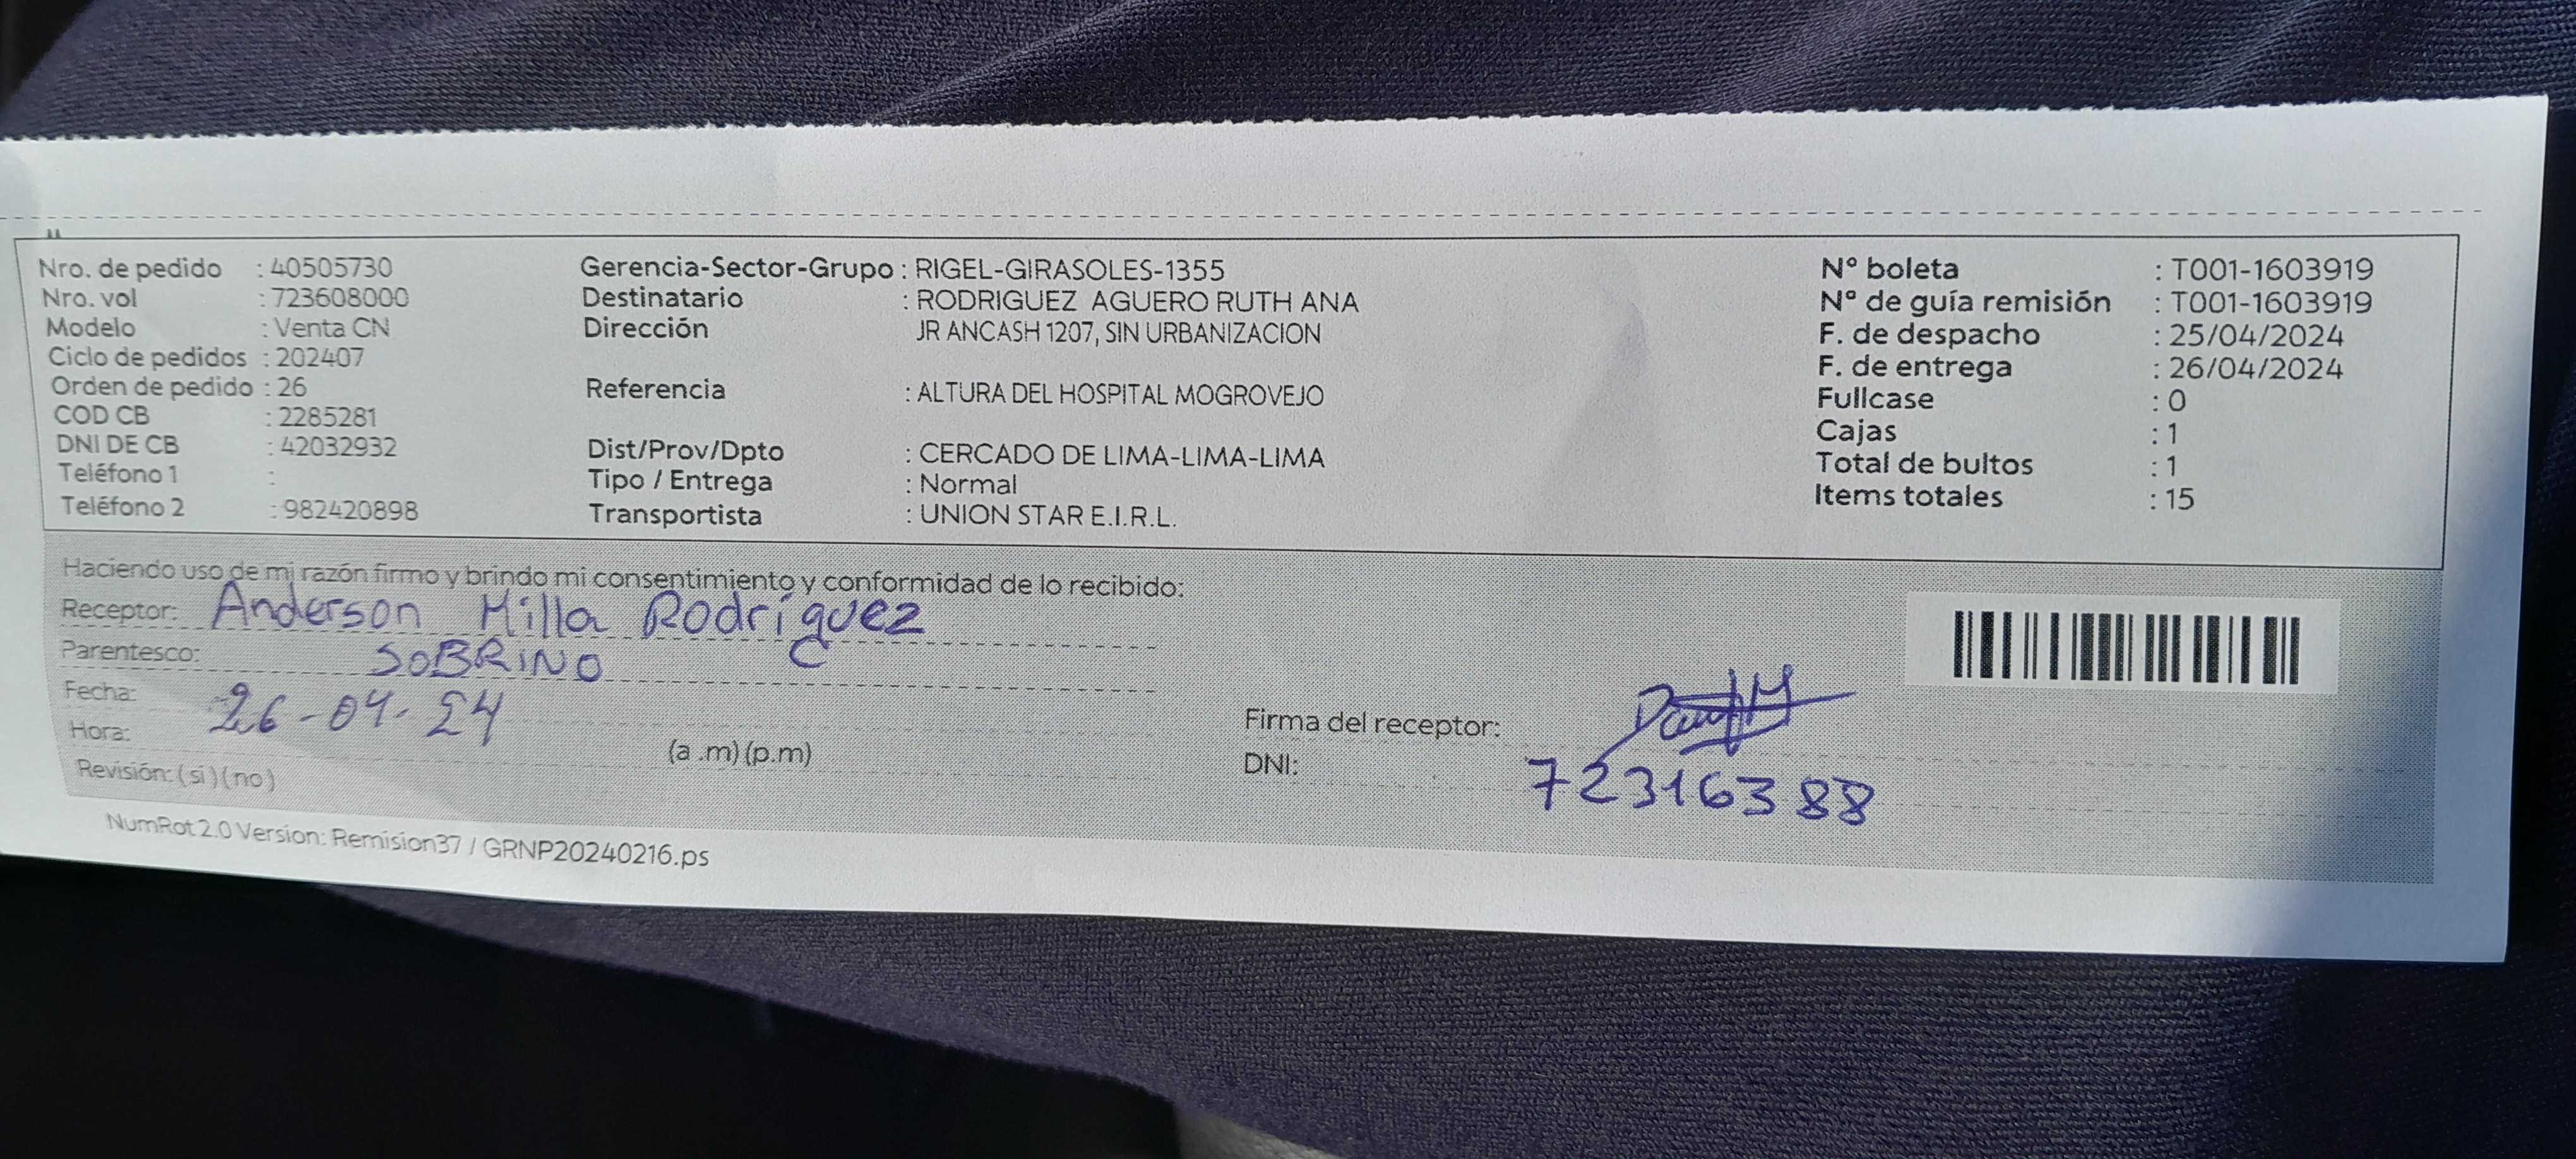 Nro. de pedido : 40505730
Nro. vol : 723608000
Modelo : Venta CN
Ciclo de pedidos : 202407
Orden de pedido : 26
COD CB : 2285281
DNI DE CB : 42032932
Teléfono 1 :
Teléfono 2 : 982420898
Gerencia-Sector-Grupo : RIGEL-GIRASOLES-1355
Destinatario : RODRIGUEZ AGUERO RUTH ANA
Dirección JR ANCASH 1207, SIN URBANIZACION
Referencia : ALTURA DEL HOSPITAL MOGROVEJO
Dist/Prov/Dpto : CERCADO DE LIMA-LIMA-LIMA
Tipo / Entrega : Normal
Transportista : UNION STAR E.I.R.L.
N° boleta : T001-1603919
N° de guía remisión : T001-1603919
F. de despacho : 25/04/2024
F. de entrega : 26/04/2024
Fullcase : 0
Cajas : 1
Total de bultos : 1
Items totales : 15
Haciendo uso de mi razón firmo y brindo mi consentimiento y conformidad de lo recibido:
Receptor: Anderson Milla Rodríguez
Parentesco: SOBRINO
Fecha: 26-04-24
Hora: (a .m) (p.m)
Revisión: (si) (no)
Firma del receptor:
DNI: 72316388
NumRot 2.0 Version: Remision37 / GRNP20240216.ps